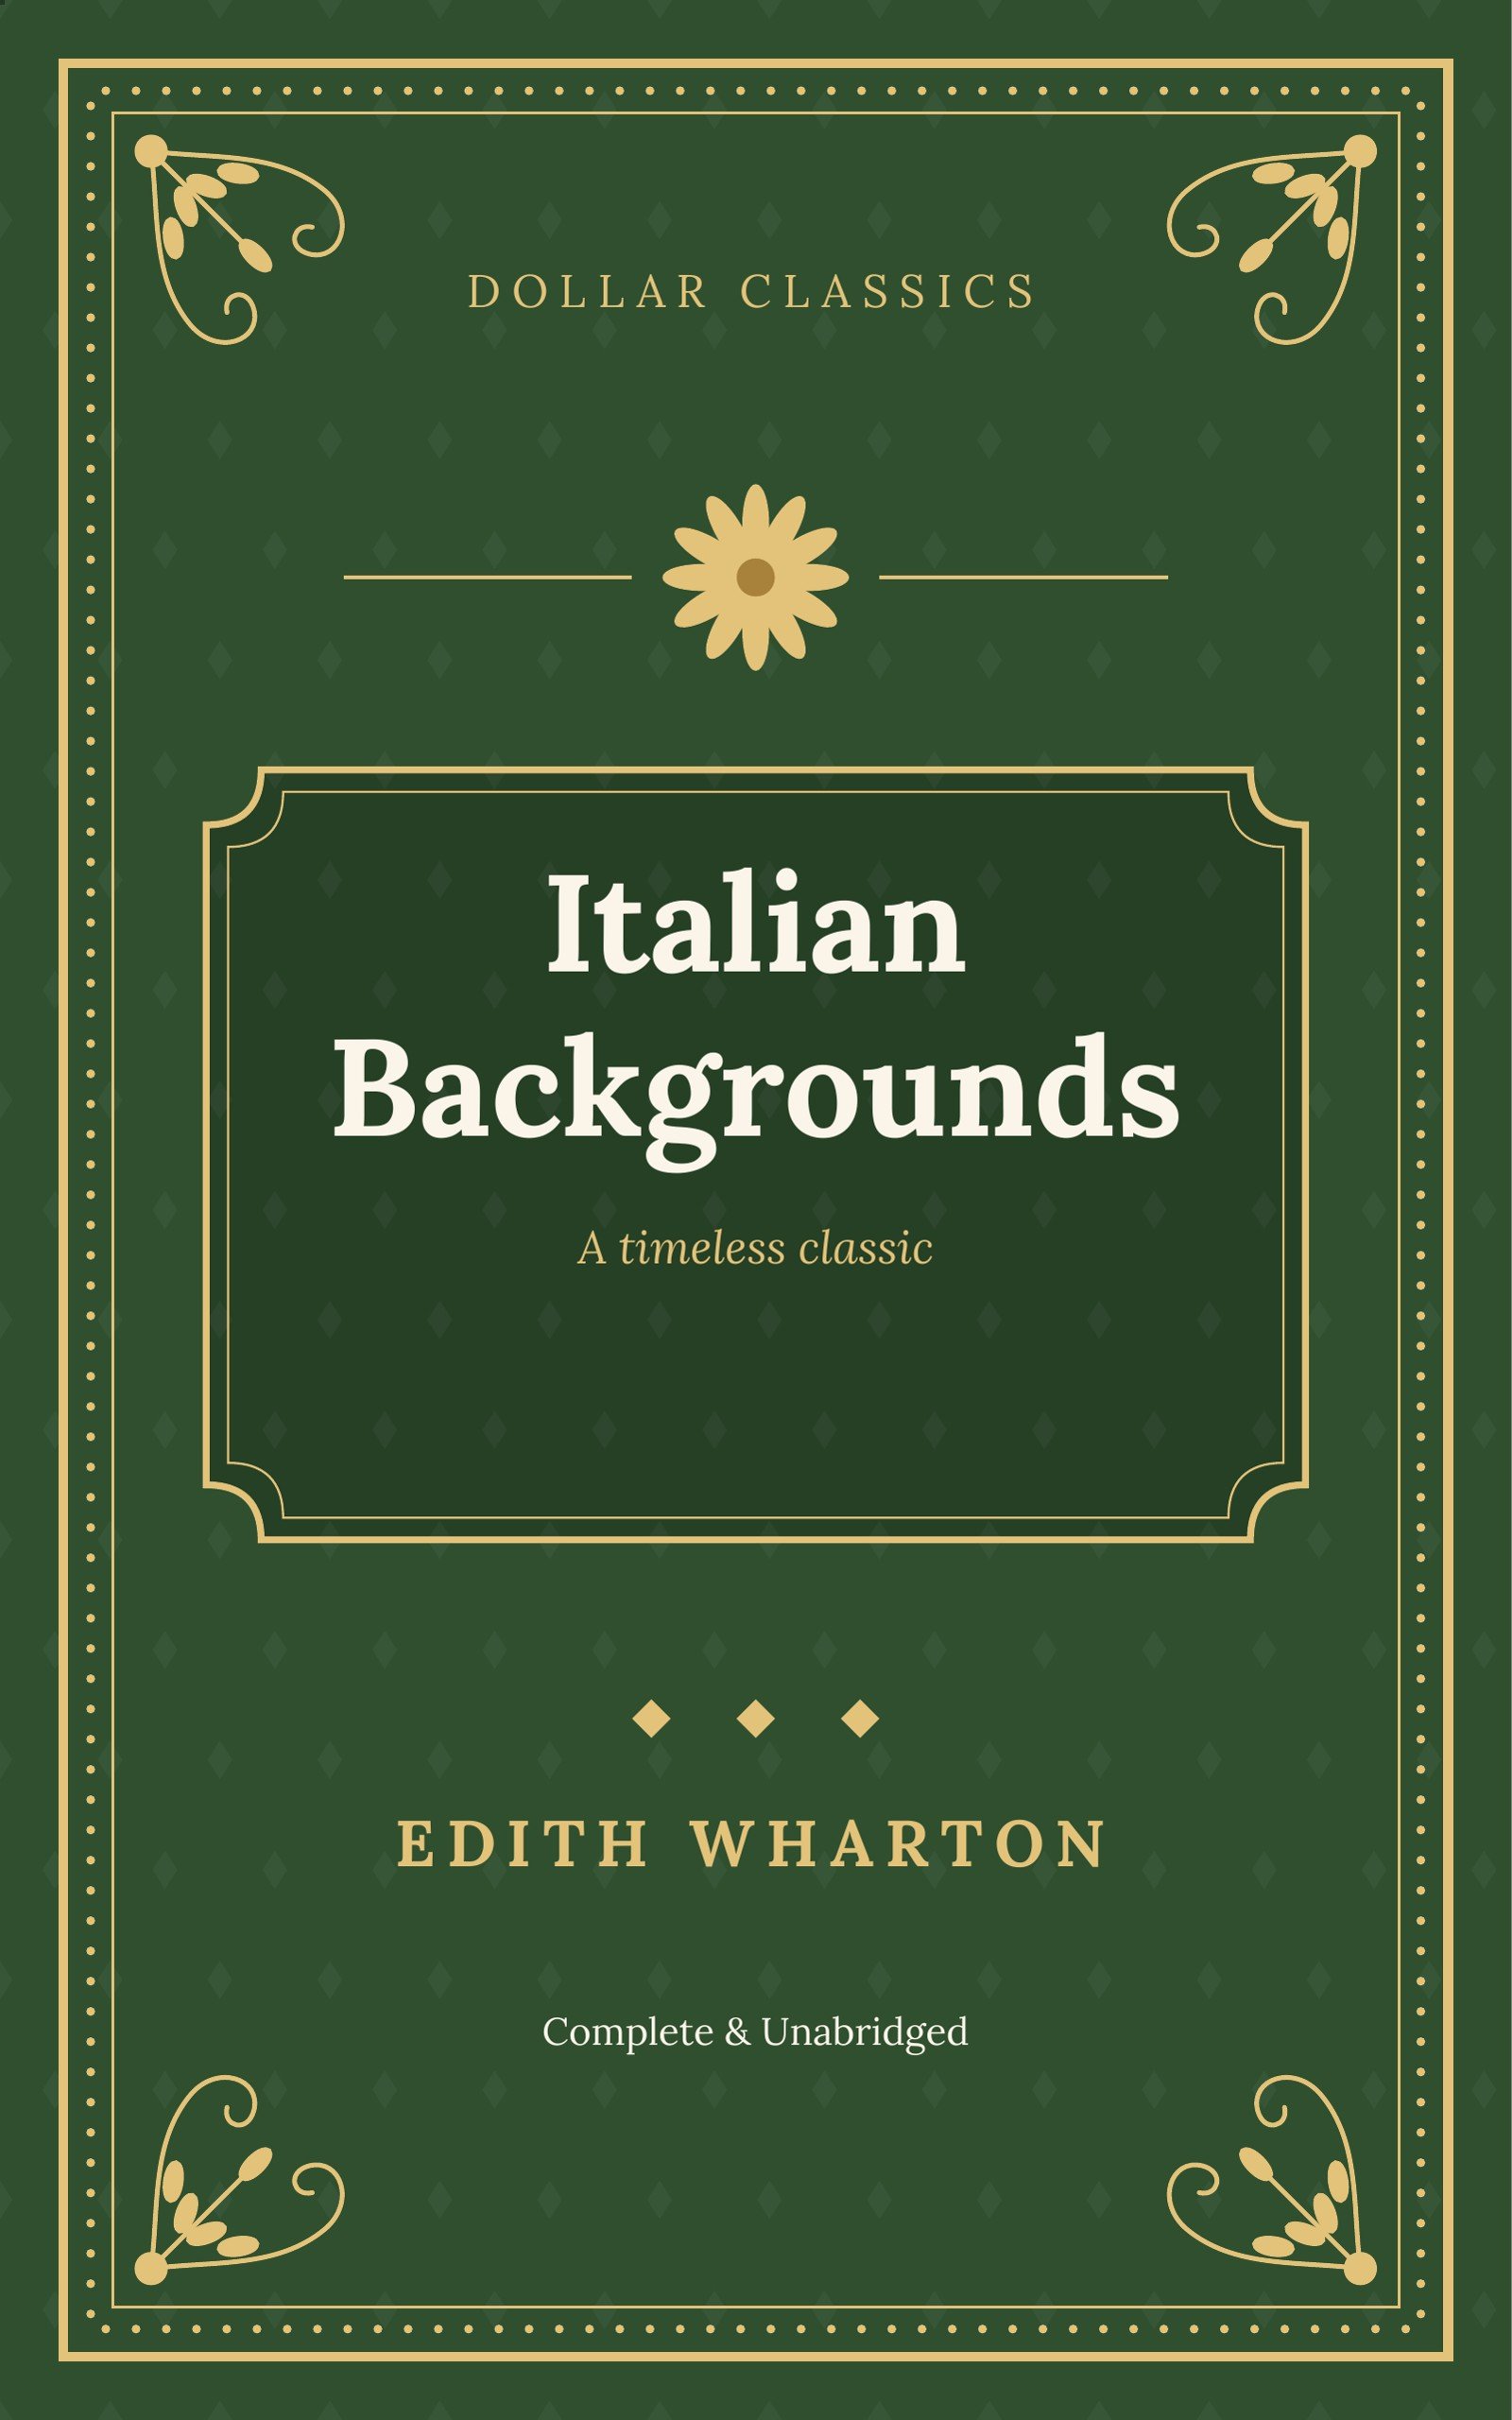 DOLLAR CLASSICS
Italian
Backgrounds
A timeless classic
EDITH WHARTON
Complete & Unabridged